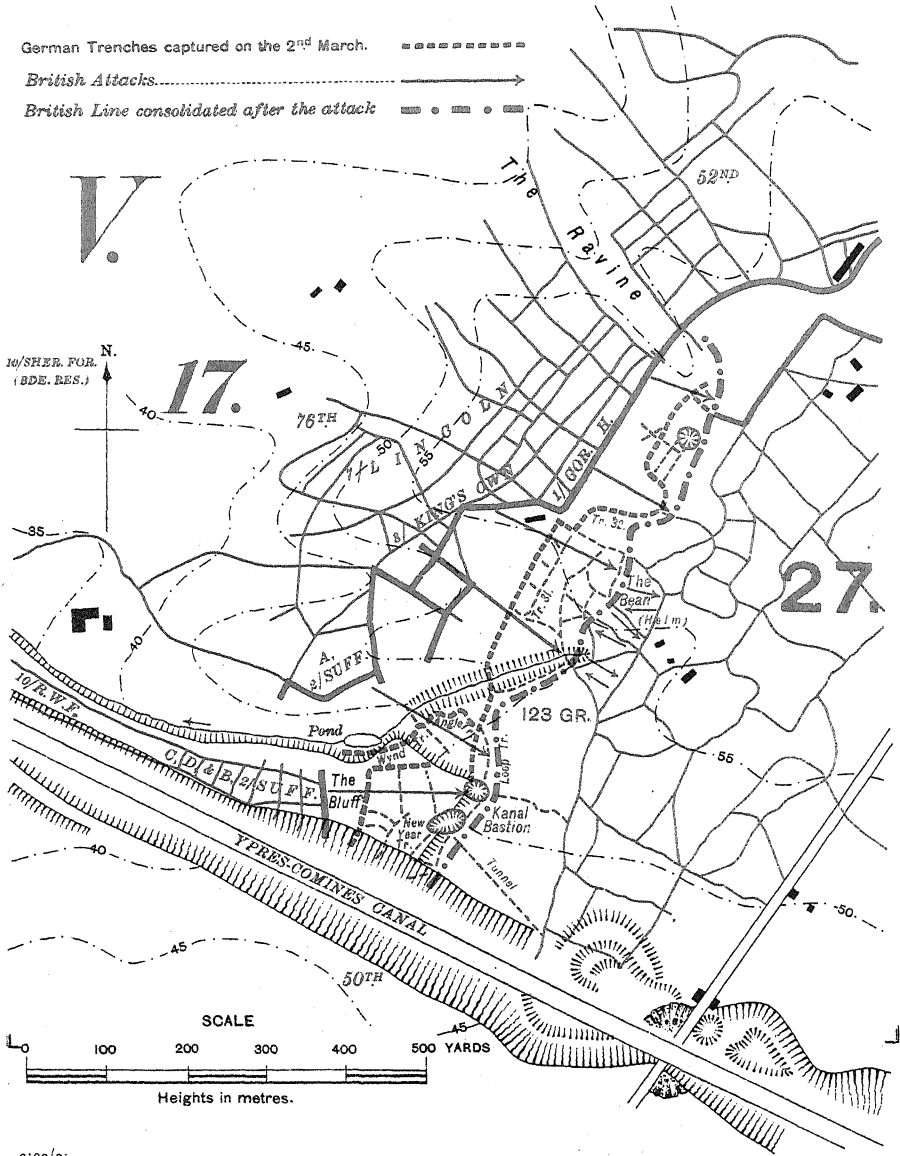 German Trenches captured on the 2nd March.
British Attacks
British Line consolidated after the attack
V.
The Ravine
52ND
10/SHER. FOR.
(BDE. RES.)
N.
17.
45
40
76TH
50
55
7/LINCOLN
8 KING'S OWN
1/GOR. H.
Tr. 32.
Tr. 31.
The
Bean
(Helm)
27.
35
40
A.
2/SUFF.
10/R.W.F.
Pond
Angle
123 GR.
Wynd
C. D. & B. 2/SUFF.
The
Bluff
Loop Tr.
New
Year
Tr.
Kanal
Bastion
Tunnel
55
50
YPRES-COMINES CANAL
40
45
50TH
45
SCALE
0 100 200 300 400 500 YARDS
Heights in metres.